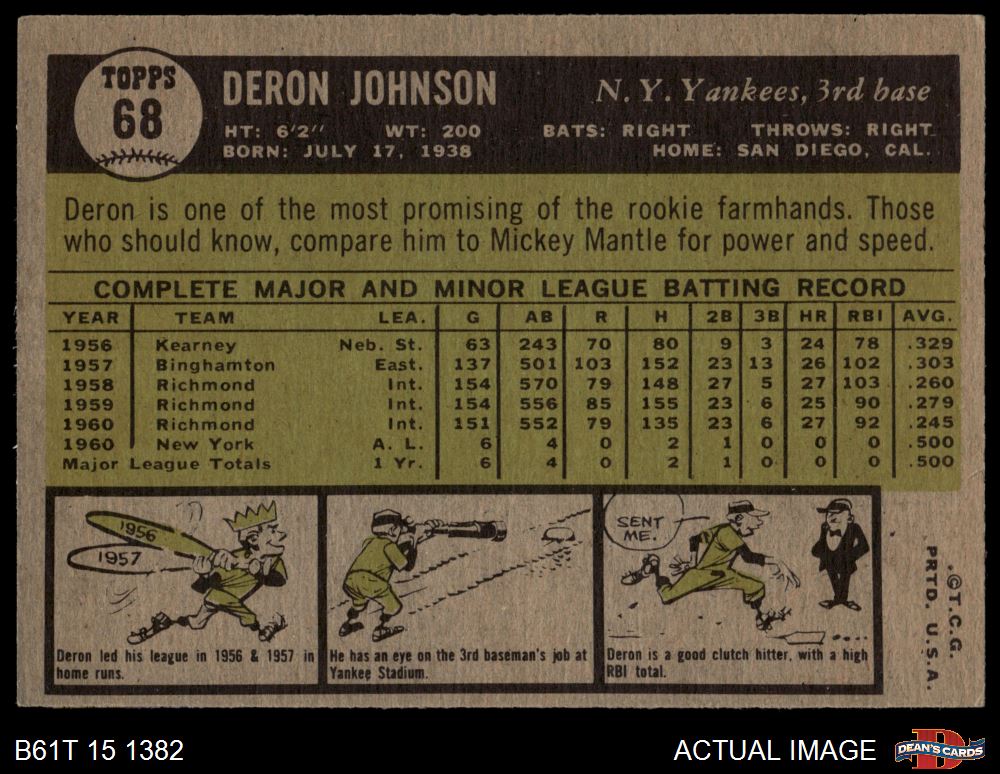 TOPPS
68
DERON JOHNSON
N. Y. Yankees, 3rd base
HT: 6'2" WT: 200 BATS: RIGHT THROWS: RIGHT
BORN: JULY 17, 1938 HOME: SAN DIEGO, CAL.
Deron is one of the most promising of the rookie farmhands. Those
who should know, compare him to Mickey Mantle for power and speed.
COMPLETE MAJOR AND MINOR LEAGUE BATTING RECORD
YEAR TEAM LEA. G AB R H 2B 3B HR RBI AVG.
1956 Kearney Neb. St. 63 243 70 80 9 3 24 78 .329
1957 Binghamton East. 137 501 103 152 23 13 26 102 .303
1958 Richmond Int. 154 570 79 148 27 5 27 103 .260
1959 Richmond Int. 154 556 85 155 23 6 25 90 .279
1960 Richmond Int. 151 552 79 135 23 6 27 92 .245
1960 New York A. L. 6 4 0 2 1 0 0 0 .500
Major League Totals 1 Yr. 6 4 0 2 1 0 0 0 .500
1956
1957
Deron led his league in 1956 & 1957 in
home runs.
He has an eye on the 3rd baseman's job at
Yankee Stadium.
SENT
ME.
Deron is a good clutch hitter, with a high
RBI total.
©T.C.G.
PRTD. U.S.A.
B61T 15 1382
ACTUAL IMAGE
DEAN'S CARDS